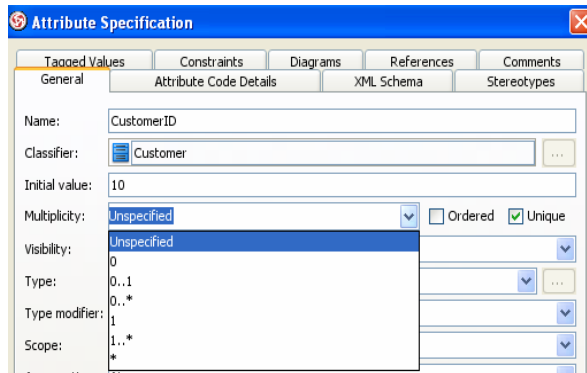 Attribute Specification
Tagged Values Constraints Diagrams References Comments
General Attribute Code Details XML Schema Stereotypes
Name: CustomerID
Classifier: Customer ...
Initial value: 10
Multiplicity: Unspecified Ordered Unique
Visibility: Unspecified
0
Type: 0..1 ...
0..*
Type modifier: 1
Scope: 1..*
*